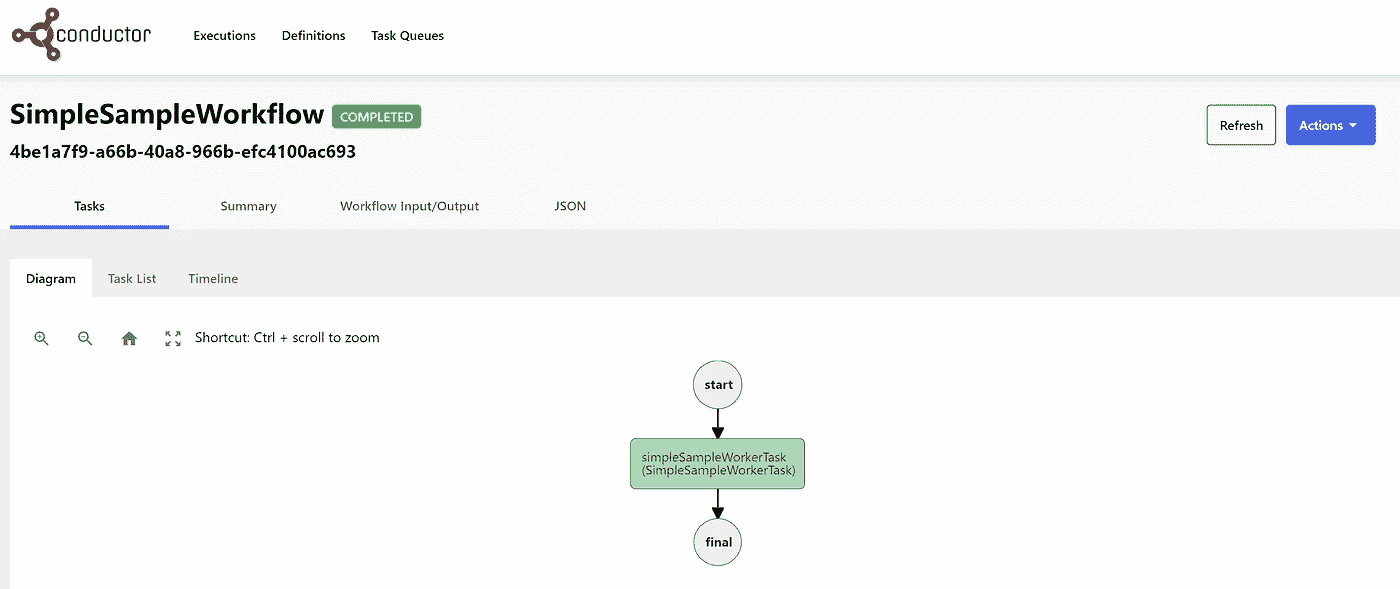 conductor
Executions Definitions Task Queues
SimpleSampleWorkflow COMPLETED
4be1a7f9-a66b-40a8-966b-efc4100ac693
Refresh Actions
Tasks Summary Workflow Input/Output JSON
Diagram Task List Timeline
Shortcut: Ctrl + scroll to zoom
start
simpleSampleWorkerTask
(SimpleSampleWorkerTask)
final